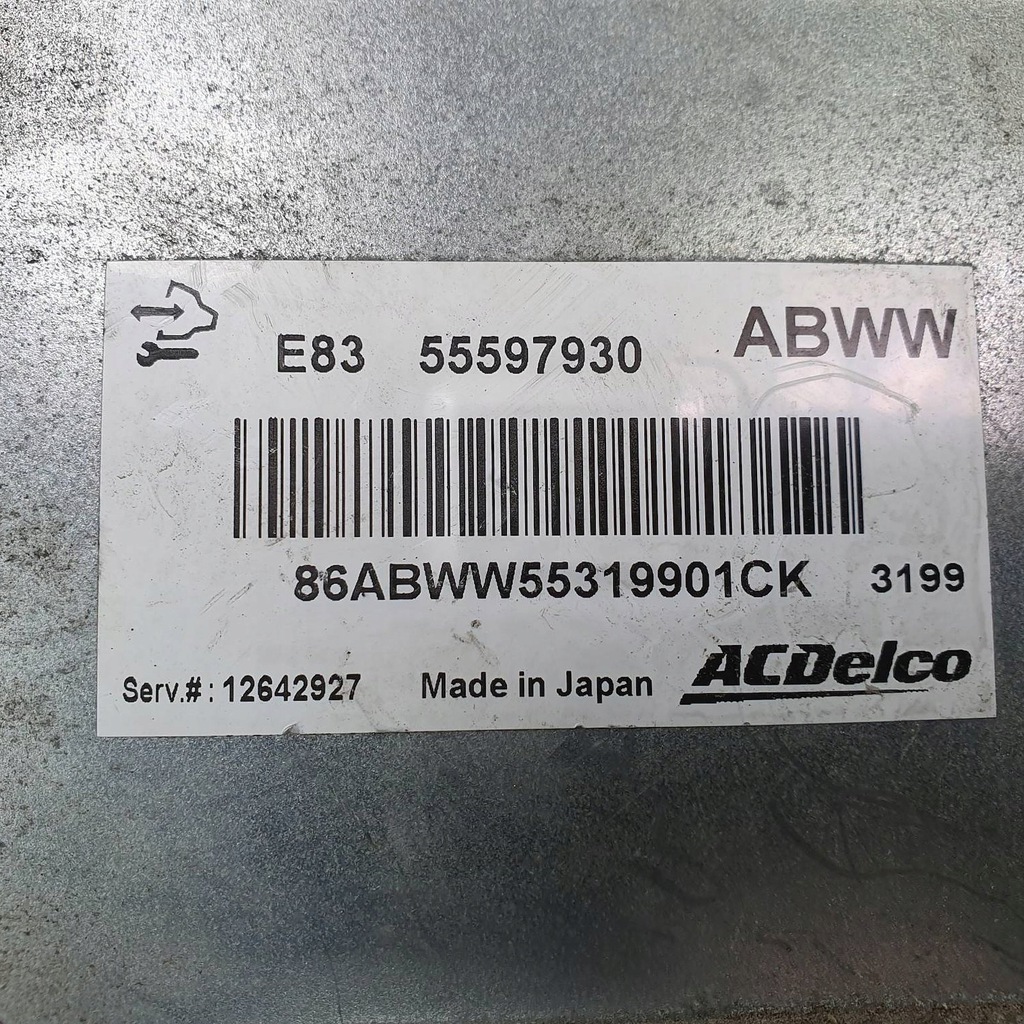 E83 55597930 ABWW
86ABWW55319901CK 3199
Serv.#: 12642927 Made in Japan ACDelco